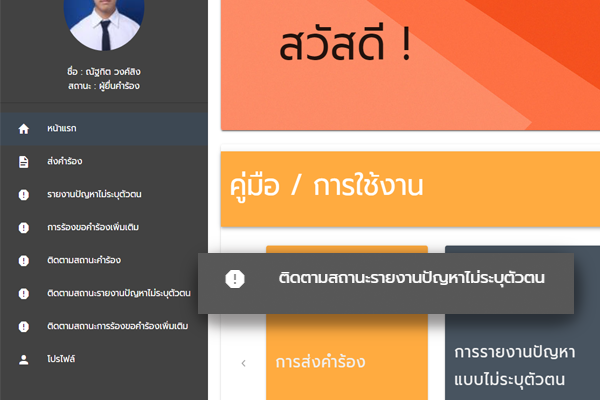 ชื่อ : ณัฐกิต วงค์สิง
สถานะ : ผู้ยื่นคำร้อง
หน้าแรก
ส่งคำร้อง
รายงานปัญหาไม่ระบุตัวตน
การร้องขอคำร้องเพิ่มเติม
ติดตามสถานะคำร้อง
ติดตามสถานะรายงานปัญหาไม่ระบุตัวตน
ติดตามสถานะการร้องขอคำร้องเพิ่มเติม
โปรไฟล์
สวัสดี !
คู่มือ / การใช้งาน
ติดตามสถานะรายงานปัญหาไม่ระบุตัวตน
การส่งคำร้อง
การรายงานปัญหา
แบบไม่ระบุตัวตน